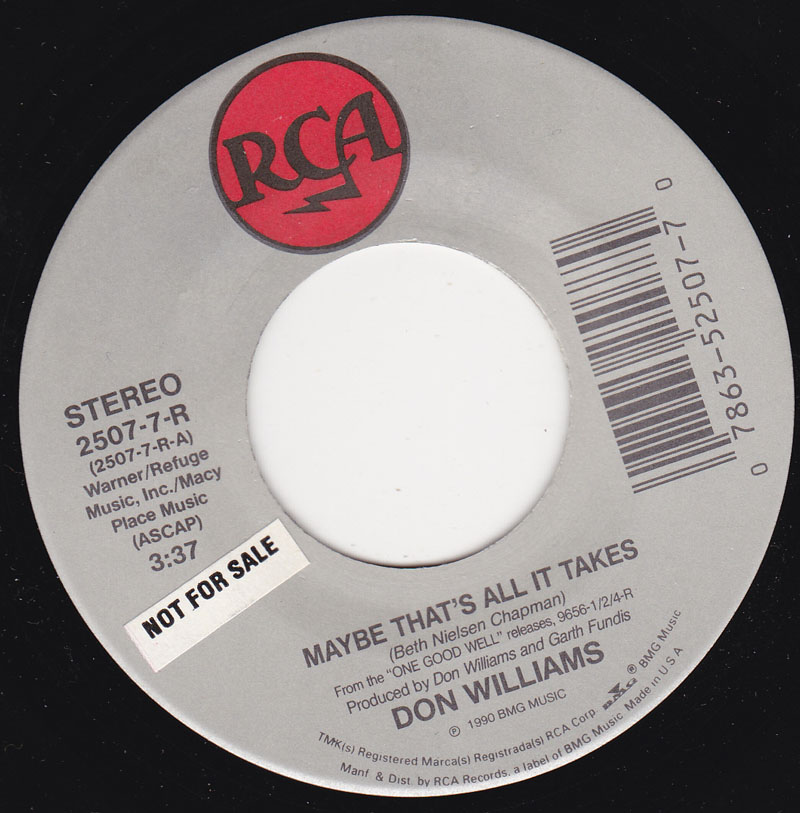 RCA
STEREO
2507-7-R
(2507-7-R-A)
Warner/Refuge
Music, Inc./Macy
Place Music
(ASCAP)
3:37
NOT FOR SALE
0 7863-52507-7 0
MAYBE THAT'S ALL IT TAKES
(Beth Nielsen Chapman)
From the "ONE GOOD WELL" releases, 9656-1/2/4-R
Produced by Don Williams and Garth Fundis
DON WILLIAMS
℗ 1990 BMG MUSIC
TMK(s) Registered Marca(s) Registrada(s) RCA Corp. BMG ® BMG Music
Manf. & Dist. by RCA Records, a label of BMG Music Made in U S A